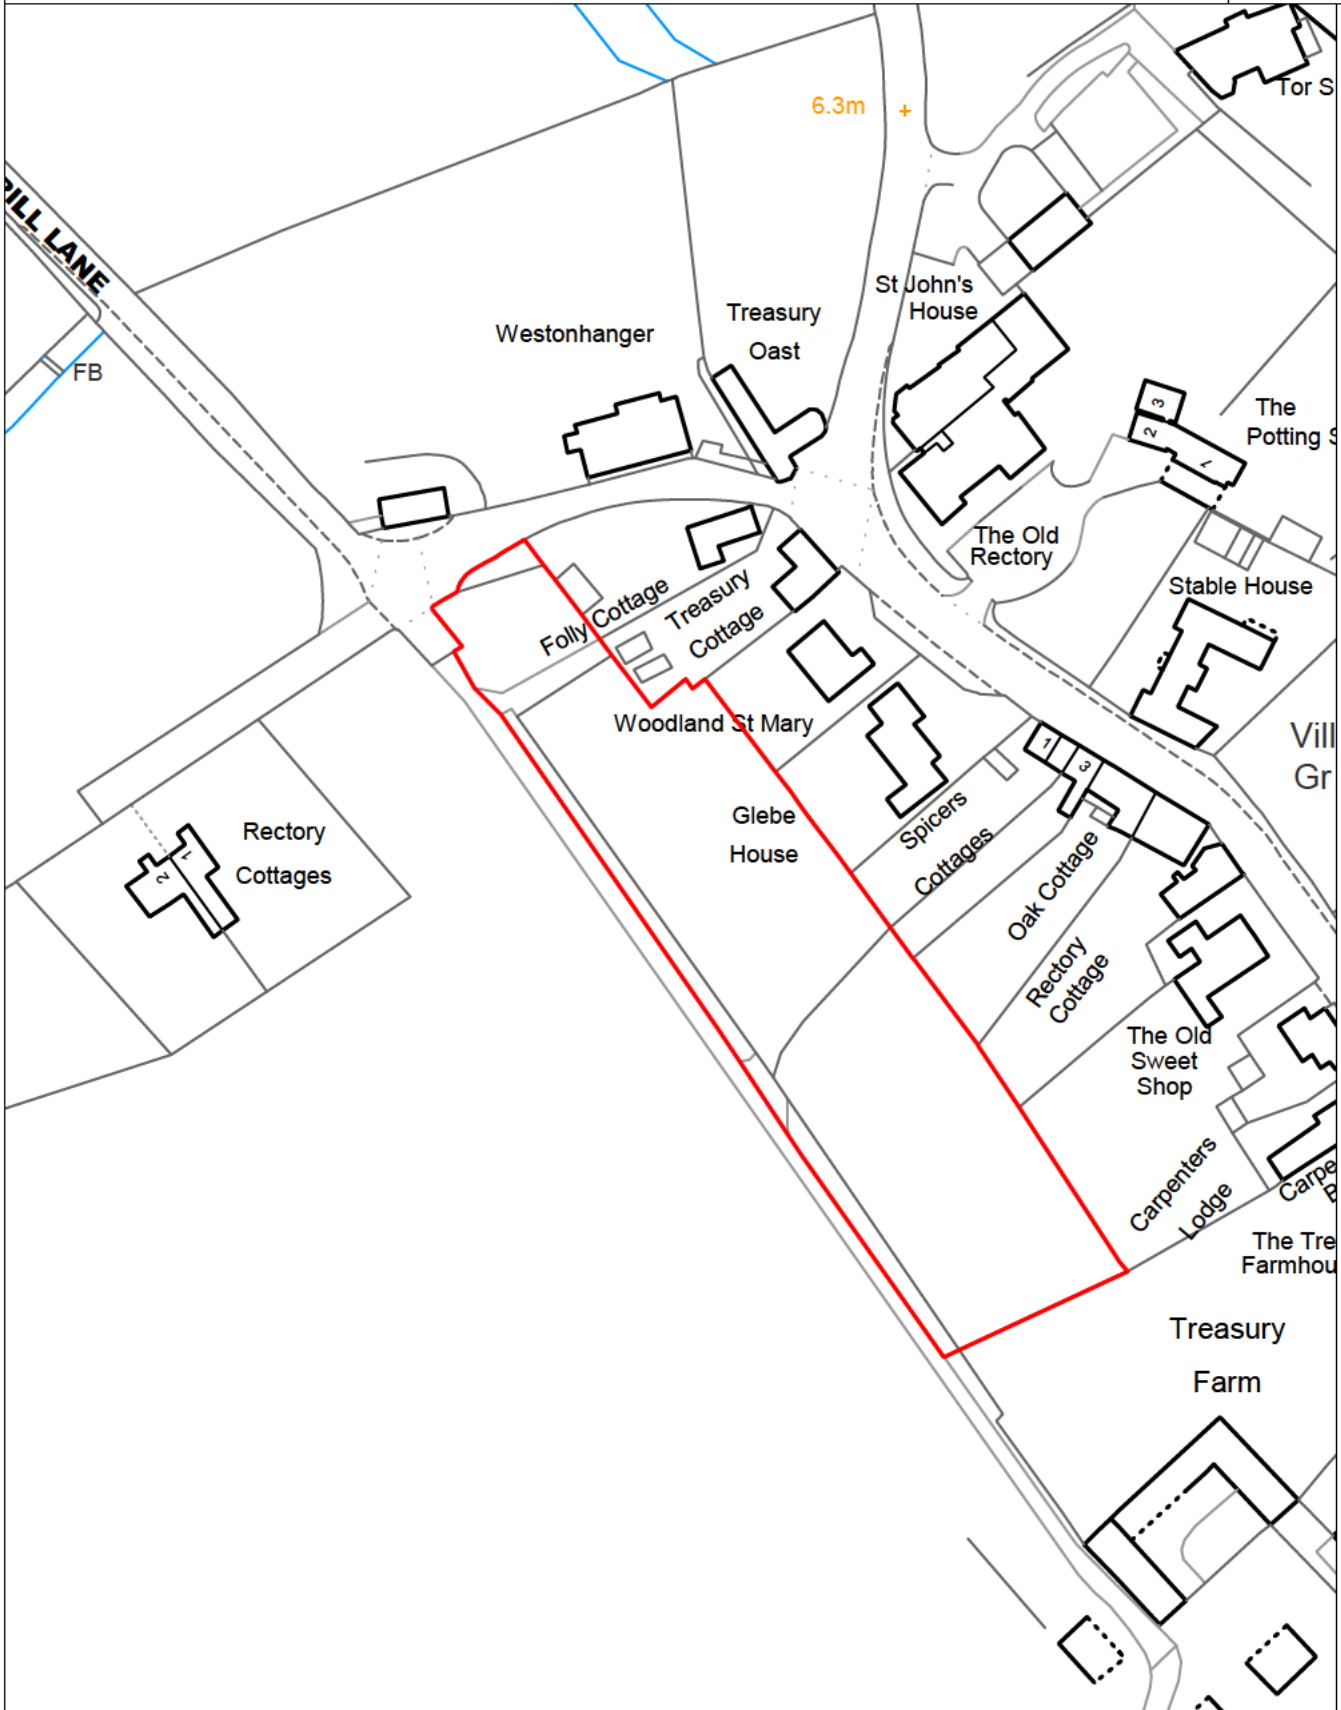 Tor S
6.3m
BILL LANE
FB
St John's
House
Treasury
Oast
Westonhanger
3
2
1
The
Potting S
The Old
Rectory
Stable House
Folly Cottage
Treasury
Cottage
Woodland St Mary
Vill
Gr
1
3
Glebe
House
Spicers
Cottages
Rectory
Cottages
1
2
Oak Cottage
Rectory
Cottage
The Old
Sweet
Shop
Carpenters
Lodge
Carpe
B
The Tre
Farmhou
Treasury
Farm